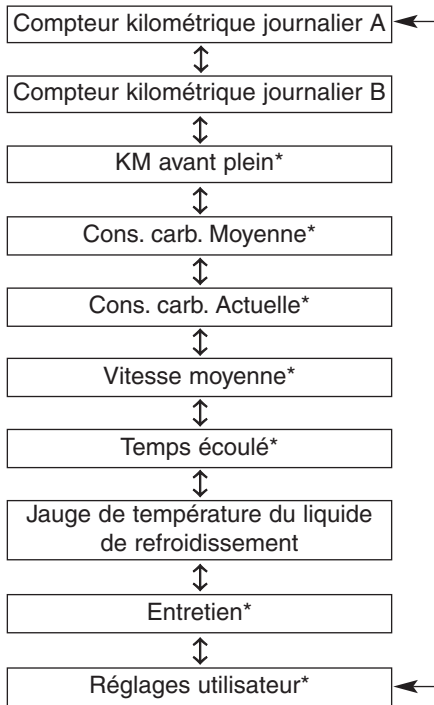 Compteur kilométrique journalier A
Compteur kilométrique journalier B
KM avant plein*
Cons. carb. Moyenne*
Cons. carb. Actuelle*
Vitesse moyenne*
Temps écoulé*
Jauge de température du liquide
de refroidissement
Entretien*
Réglages utilisateur*